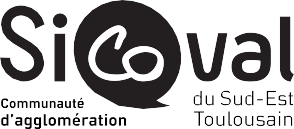 Sicoval
Communauté
d'agglomération
du Sud-Est
Toulousain